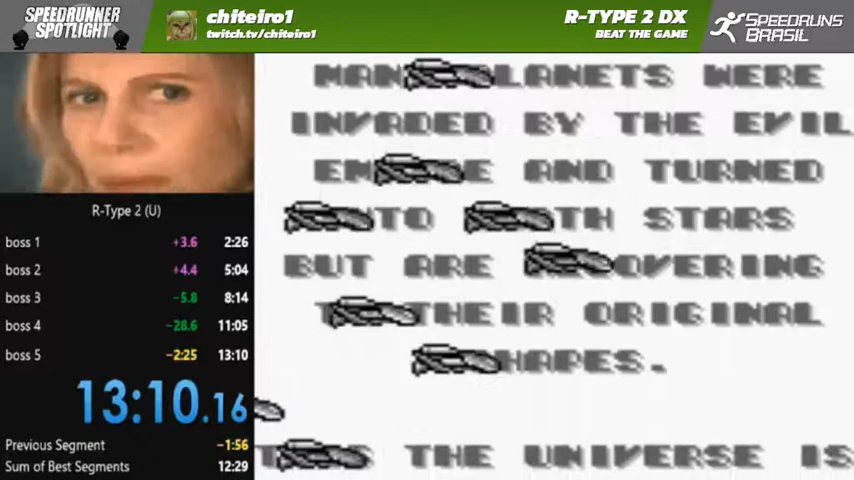 SPEEDRUNNER
SPOTLIGHT
chiteiro1
twitch.tv/chiteiro1
R-TYPE 2 DX
BEAT THE GAME
SPEEDRUNS
BRASIL
R-Type 2 (U)
boss 1 +3.6 2:26
boss 2 +4.4 5:04
boss 3 −5.8 8:14
boss 4 −28.6 11:05
boss 5 −2:25 13:10
13:10.16
Previous Segment −1:56
Sum of Best Segments 12:29
WERE
INVADED BY THE EVIL
AND TURNED
STARS
BUT ARE
THEIR ORIGINAL
THE UNIVERSE IS